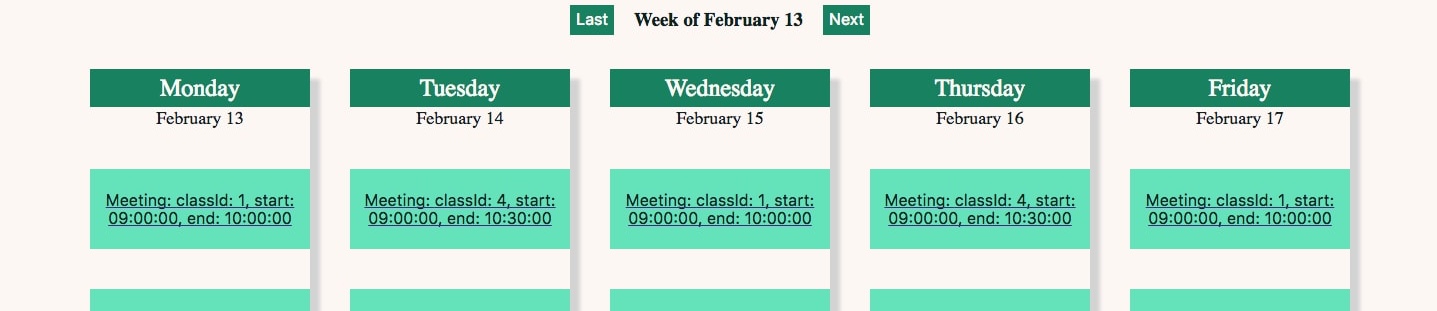 Last Week of February 13 Next
Monday
February 13
Meeting: classId: 1, start:
09:00:00, end: 10:00:00
Tuesday
February 14
Meeting: classId: 4, start:
09:00:00, end: 10:30:00
Wednesday
February 15
Meeting: classId: 1, start:
09:00:00, end: 10:00:00
Thursday
February 16
Meeting: classId: 4, start:
09:00:00, end: 10:30:00
Friday
February 17
Meeting: classId: 1, start:
09:00:00, end: 10:00:00